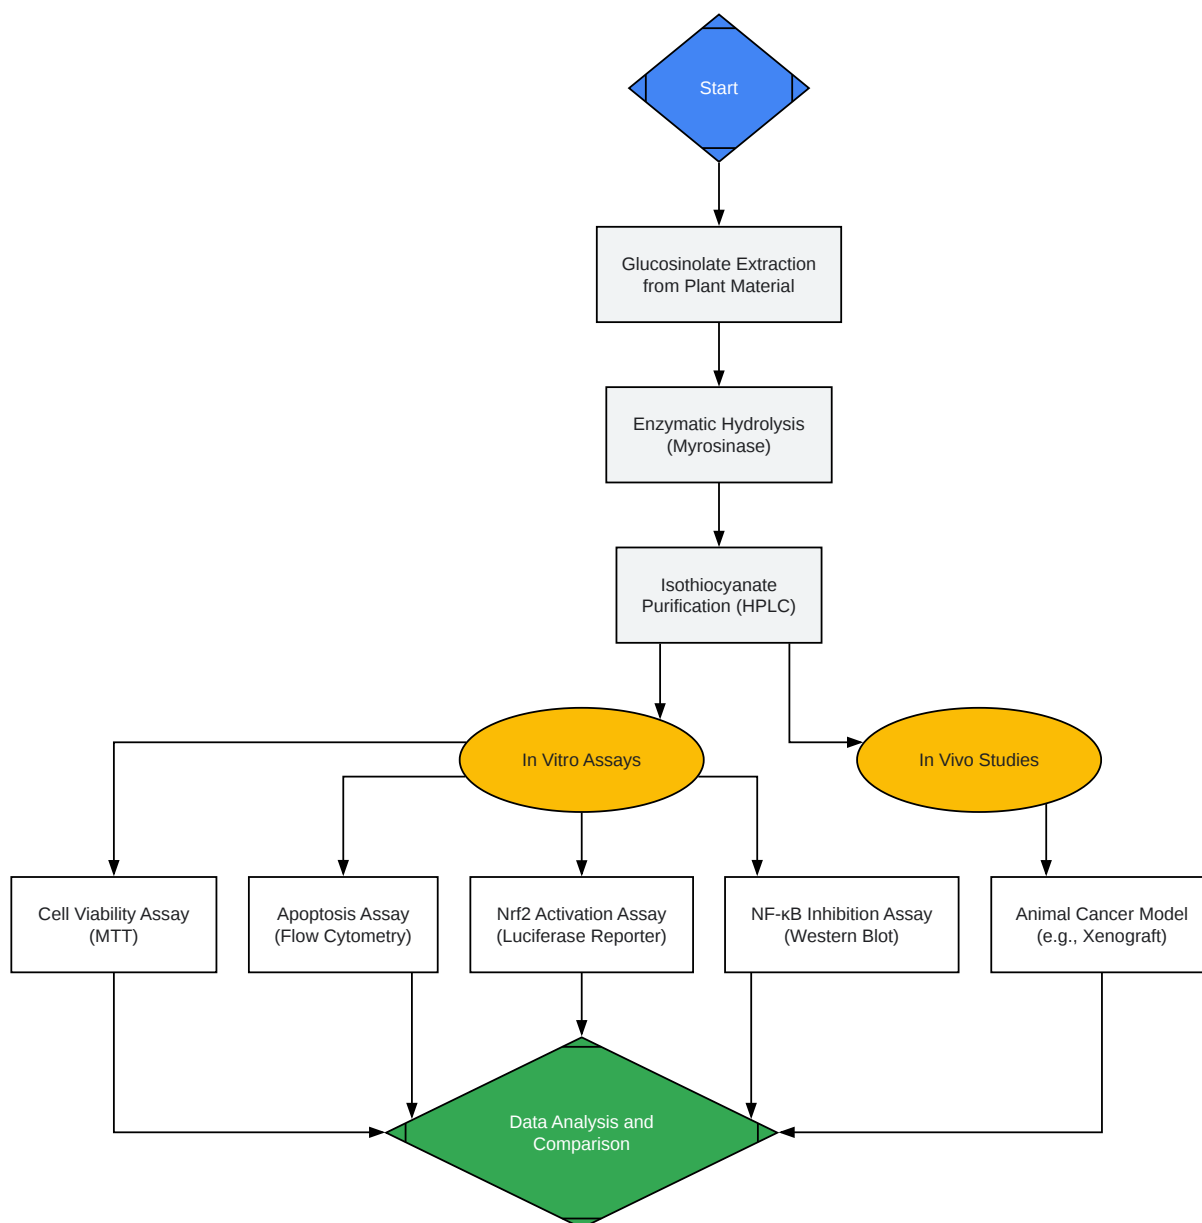 Start
Glucosinolate Extraction
from Plant Material
Enzymatic Hydrolysis
(Myrosinase)
Isothiocyanate
Purification (HPLC)
In Vitro Assays
In Vivo Studies
Cell Viability Assay
(MTT)
Apoptosis Assay
(Flow Cytometry)
Nrf2 Activation Assay
(Luciferase Reporter)
NF-κB Inhibition Assay
(Western Blot)
Animal Cancer Model
(e.g., Xenograft)
Data Analysis and
Comparison